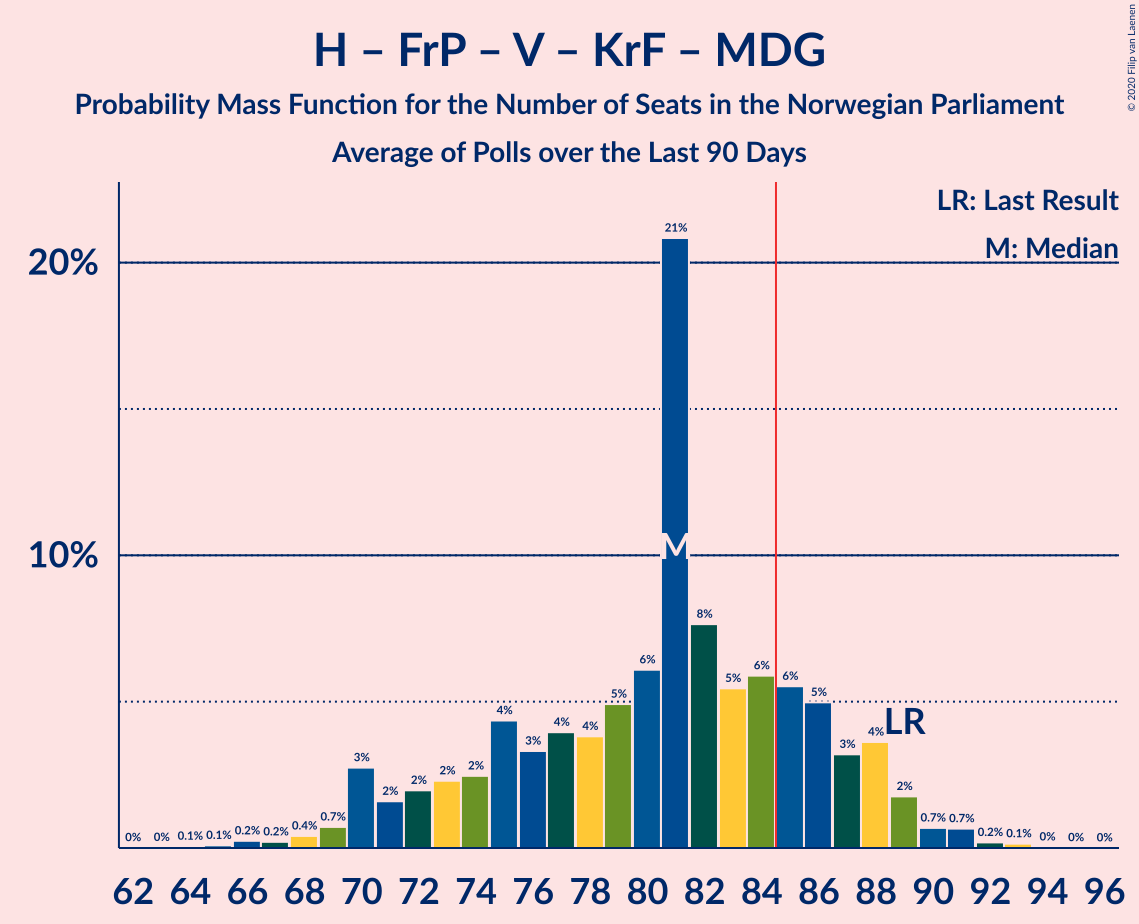 H – FrP – V – KrF – MDG
Probability Mass Function for the Number of Seats in the Norwegian Parliament
Average of Polls over the Last 90 Days
© 2020 Filip van Laenen
LR: Last Result
M: Median
20%
10%
0% 0% 0.1% 0.1% 0.2% 0.2% 0.4% 0.7% 3% 2% 2% 2% 2% 4% 3% 4% 4% 5% 6% 21% 8% 5% 6% 6% 5% 3% 4% 2% 0.7% 0.7% 0.2% 0.1% 0% 0% 0%
M
LR
62 64 66 68 70 72 74 76 78 80 82 84 86 88 90 92 94 96